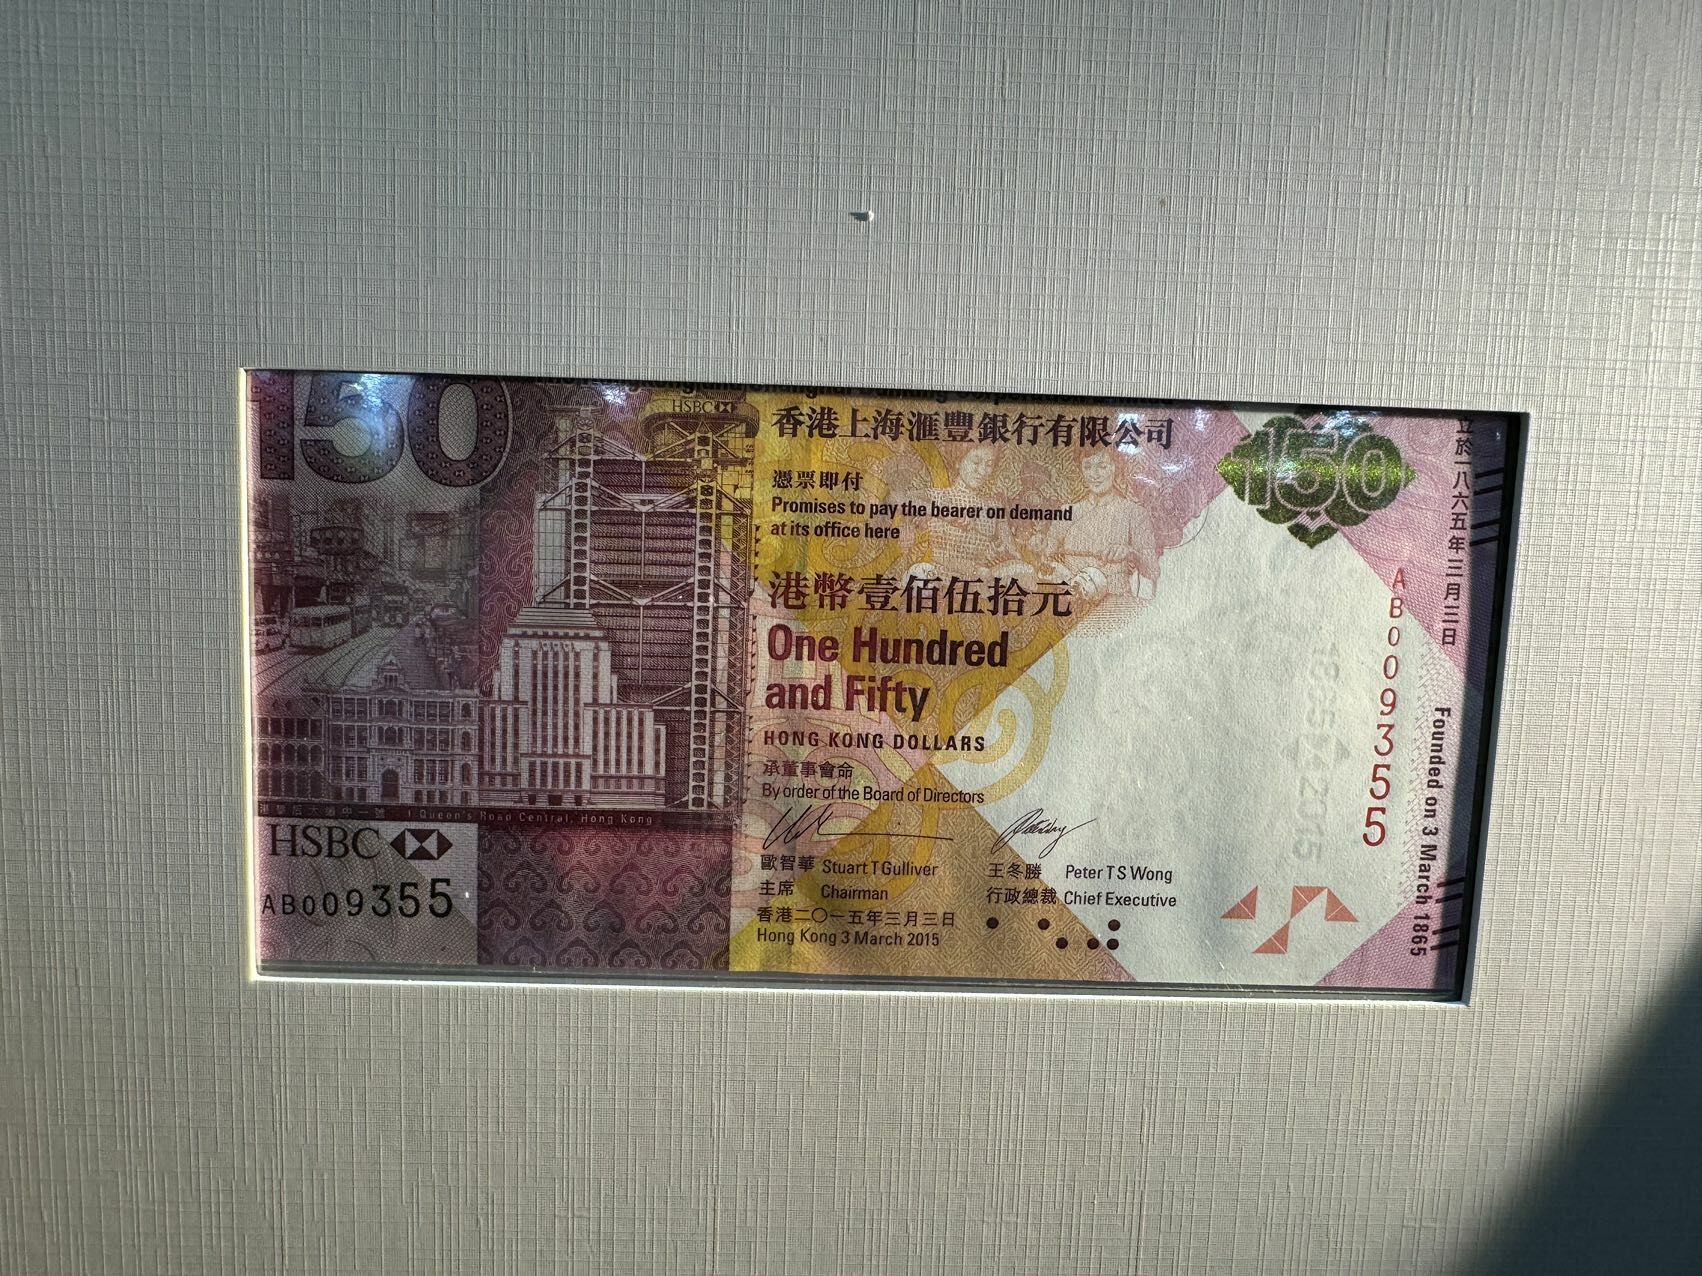 150
HSBC
香港上海滙豐銀行有限公司
憑票即付
Promises to pay the bearer on demand
at its office here
港幣壹佰伍拾元
One Hundred
and Fifty
HONG KONG DOLLARS
承董事會命
By order of the Board of Directors
歐智華 Stuart T Gulliver
主席 Chairman
王冬勝 Peter T S Wong
行政總裁 Chief Executive
香港二〇一五年三月三日
Hong Kong 3 March 2015
1 Queen's Road Central, Hong Kong
HSBC
AB009355
150
AB009355
立於一八六五年三月三日
Founded on 3 March 1865